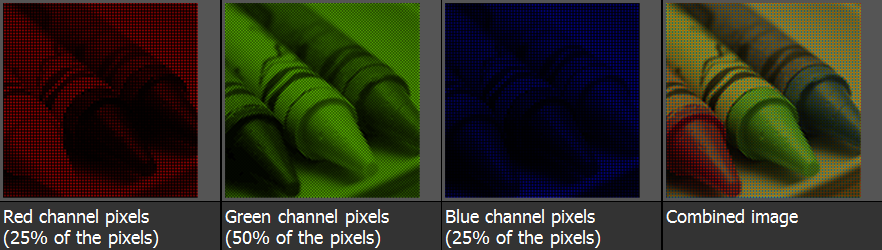 Red channel pixels
(25% of the pixels)
Green channel pixels
(50% of the pixels)
Blue channel pixels
(25% of the pixels)
Combined image